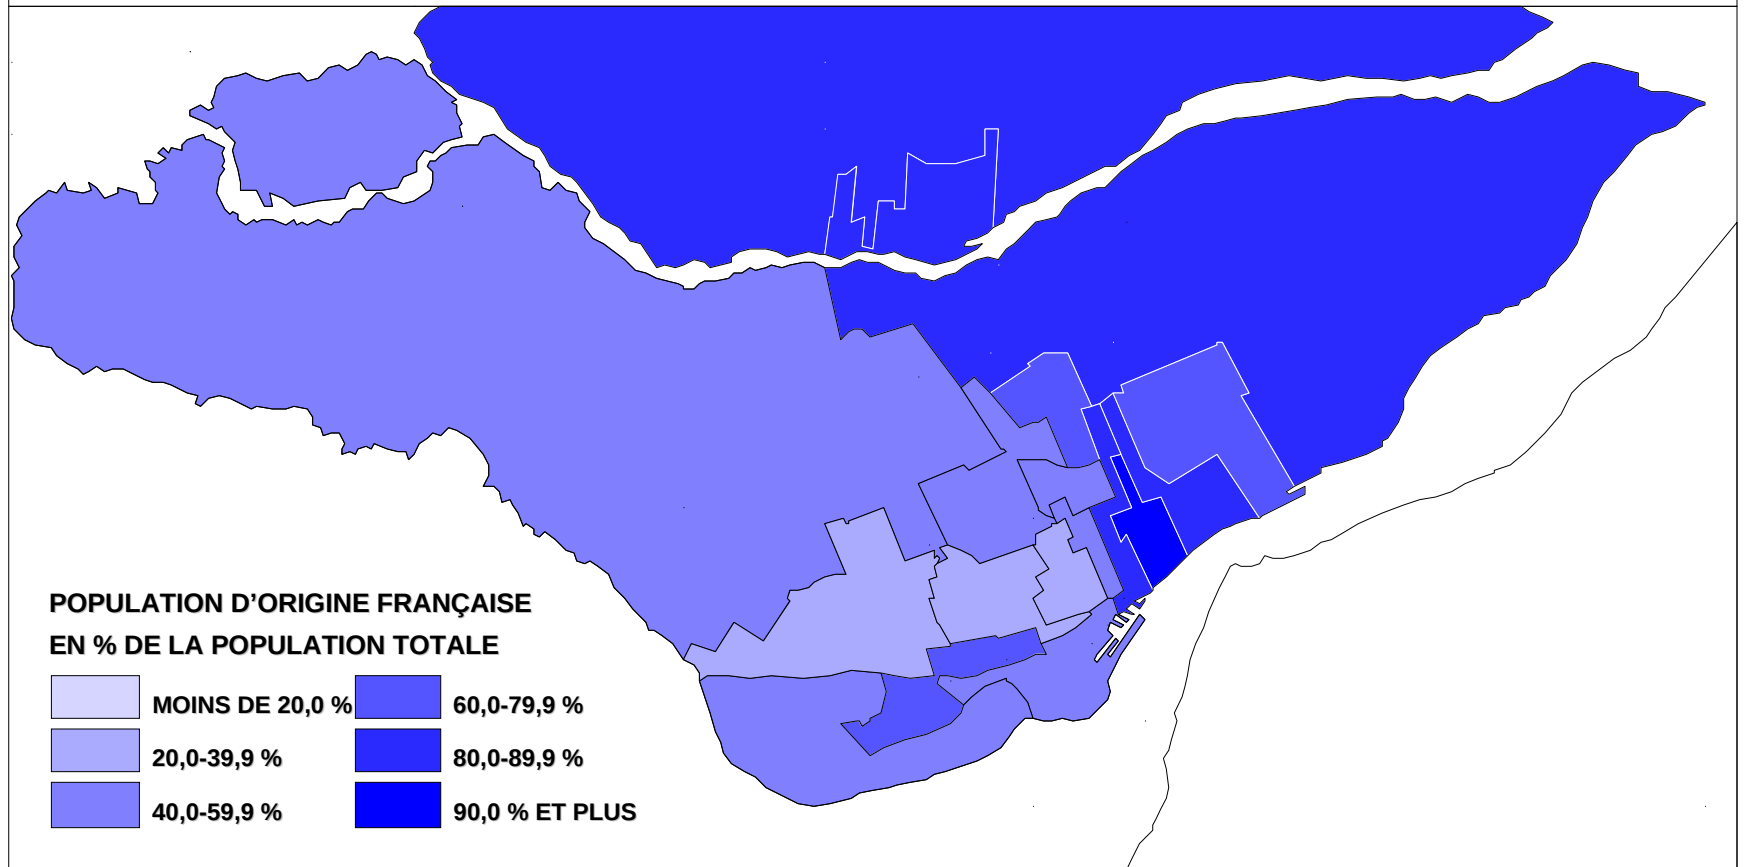 POPULATION D’ORIGINE FRANÇAISE
EN % DE LA POPULATION TOTALE
MOINS DE 20,0 %
20,0-39,9 %
40,0-59,9 %
60,0-79,9 %
80,0-89,9 %
90,0 % ET PLUS